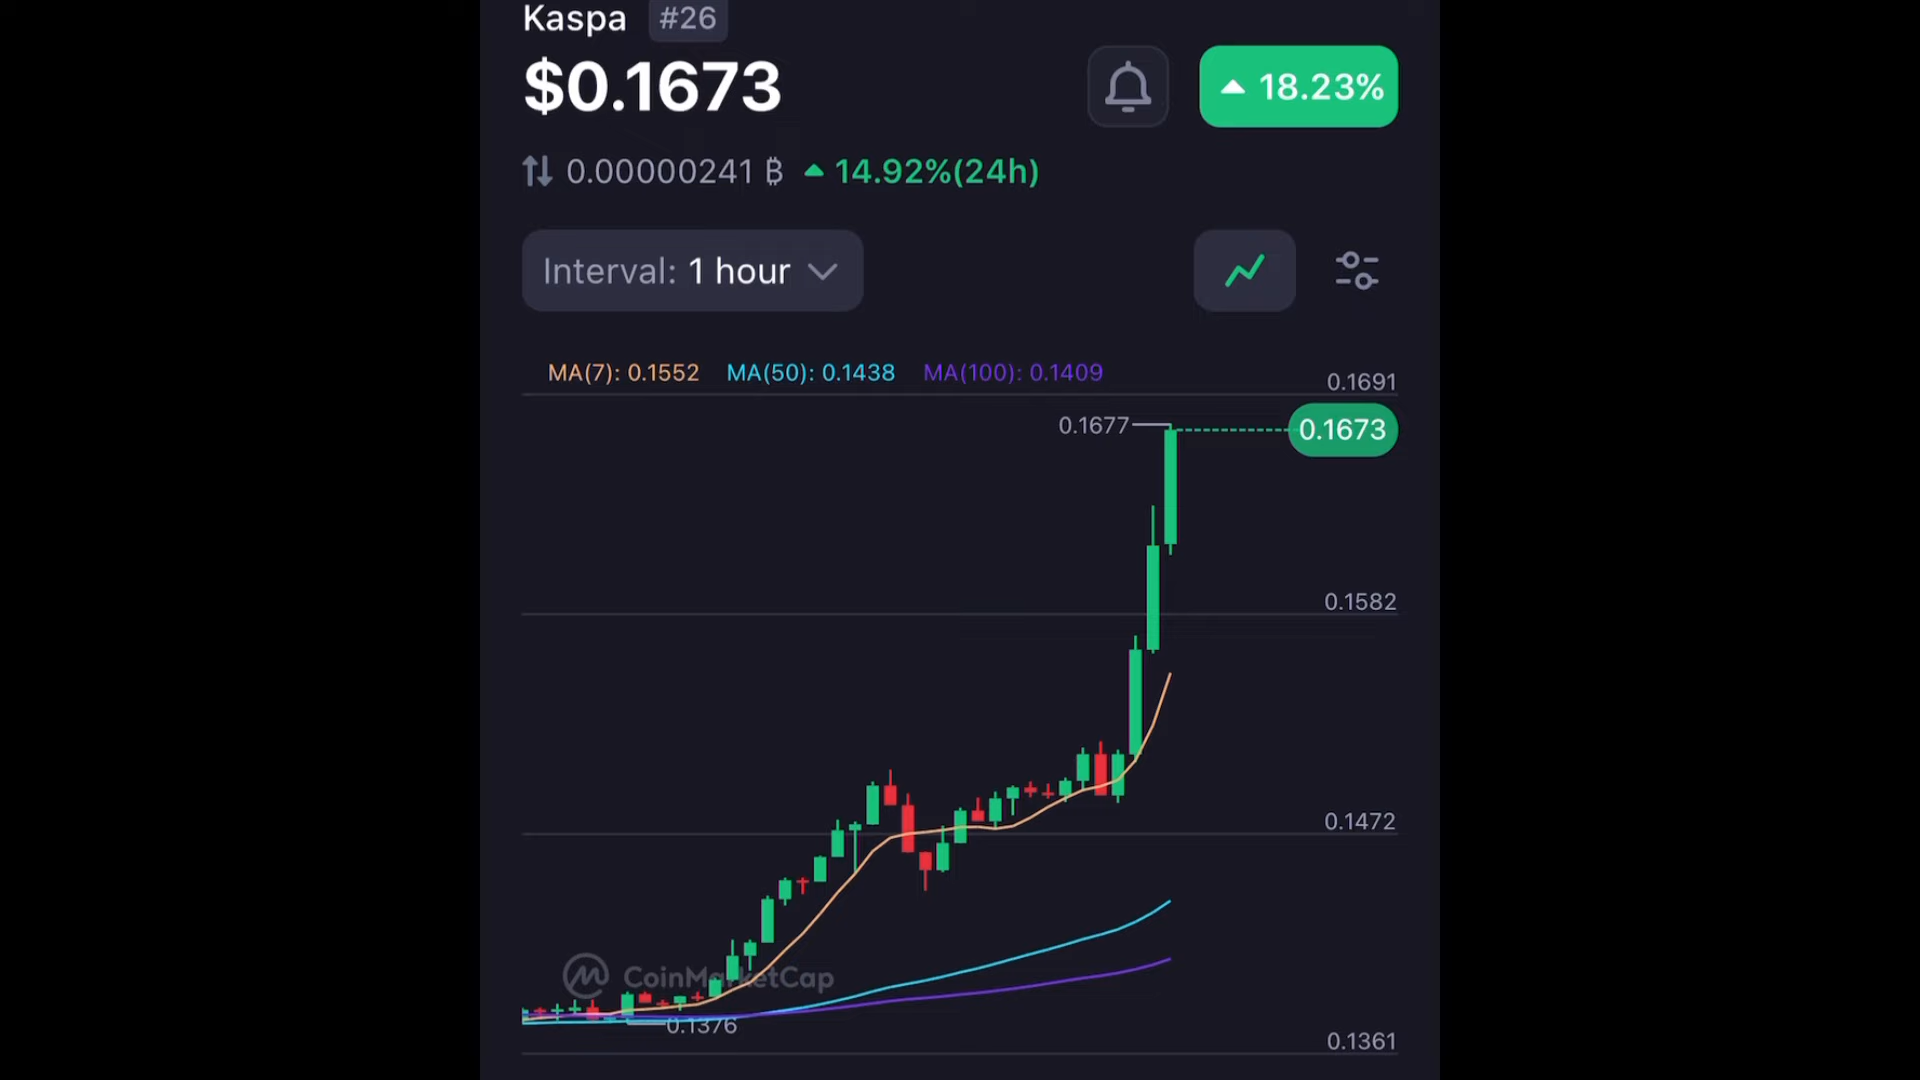 Kaspa #26
$0.1673
18.23%
0.00000241 ₿ 14.92%(24h)
Interval: 1 hour
MA(7): 0.1552 MA(50): 0.1438 MA(100): 0.1409
0.1691
0.1677
0.1673
0.1582
0.1472
CoinMarketCap
0.1376
0.1361